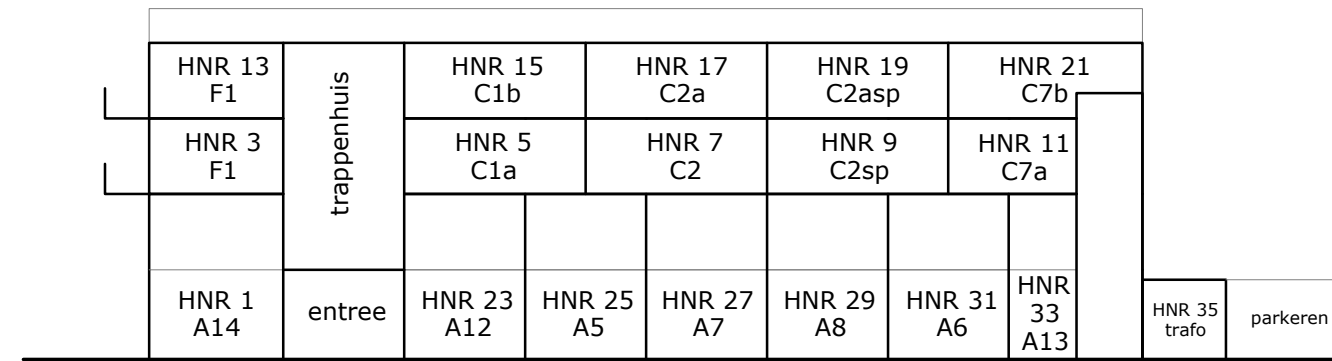 HNR 13
F1
trappenhuis
HNR 15
C1b
HNR 17
C2a
HNR 19
C2asp
HNR 21
C7b
HNR 3
F1
HNR 5
C1a
HNR 7
C2
HNR 9
C2sp
HNR 11
C7a
HNR 1
A14
entree
HNR 23
A12
HNR 25
A5
HNR 27
A7
HNR 29
A8
HNR 31
A6
HNR
33
A13
HNR 35
trafo
parkeren